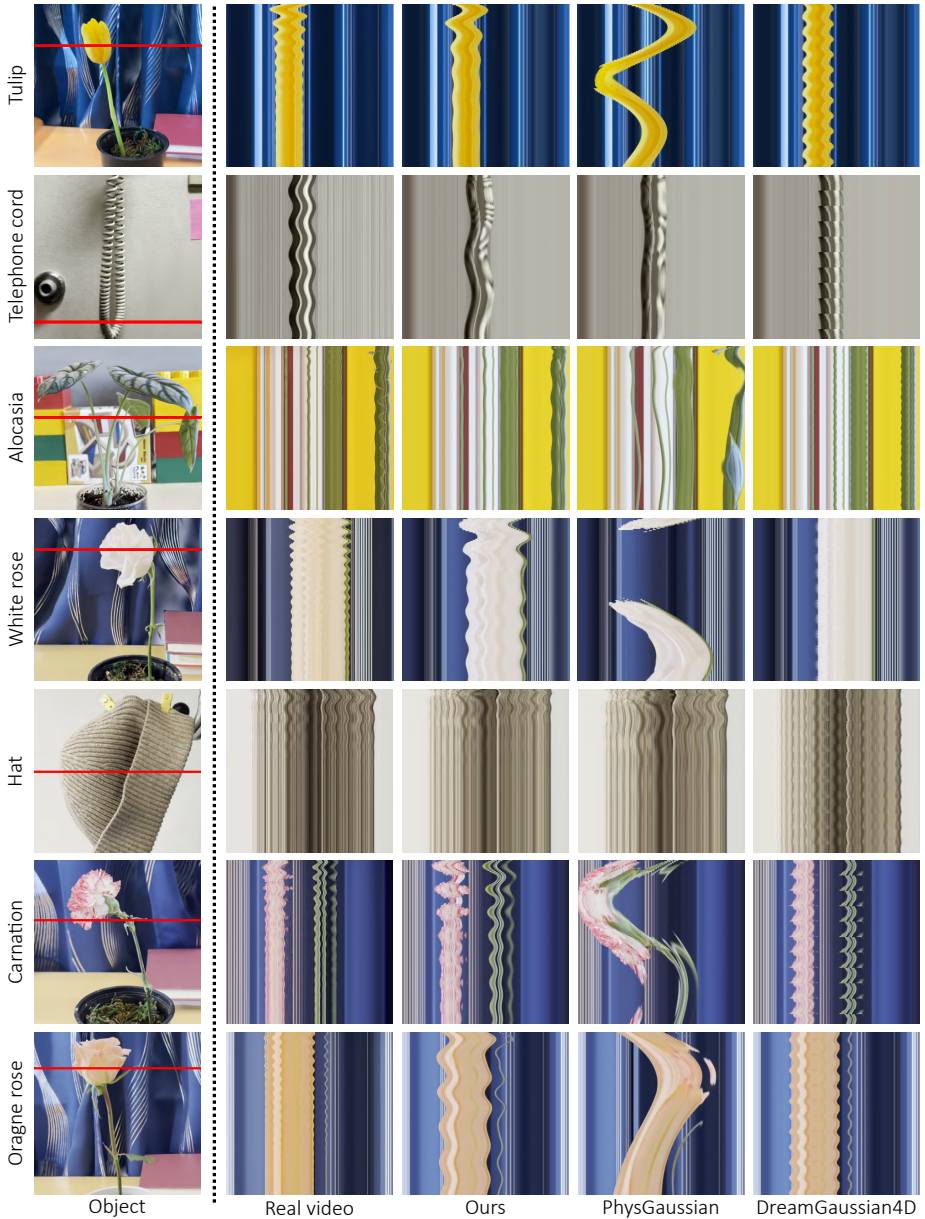 Tulip
Telephone cord
Alocasia
White rose
Hat
Carnation
Oragne rose
Object
Real video
Ours
PhysGaussian
DreamGaussian4D